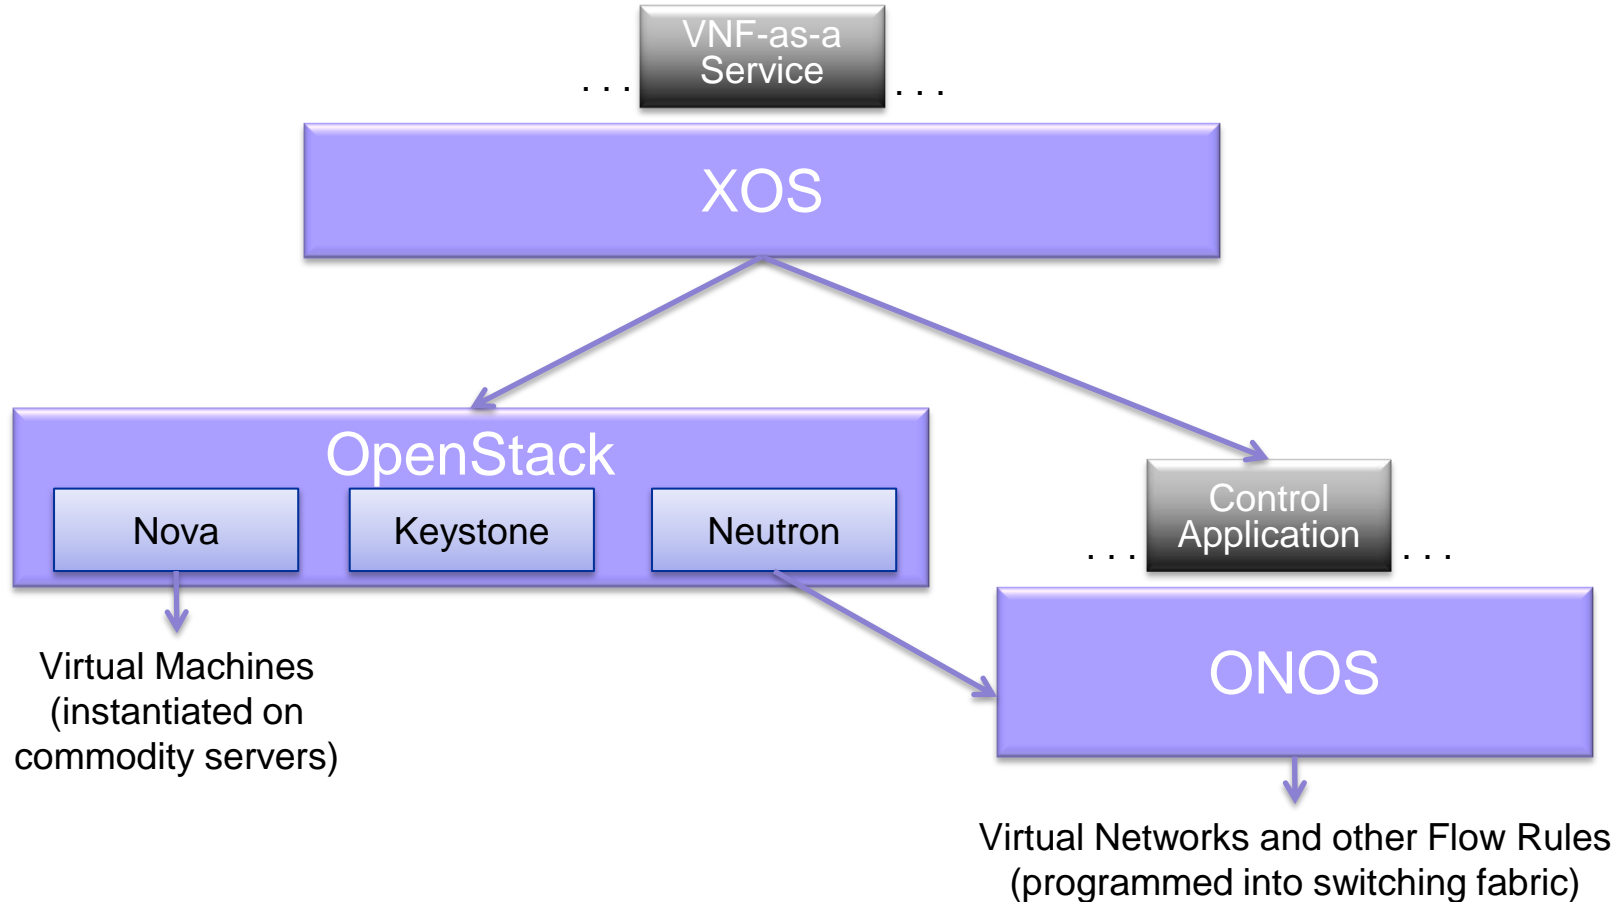 VNF-as-a
Service
. . .
. . .
XOS
OpenStack
Nova
Keystone
Neutron
Control
Application
. . .
. . .
ONOS
Virtual Machines
(instantiated on
commodity servers)
Virtual Networks and other Flow Rules
(programmed into switching fabric)